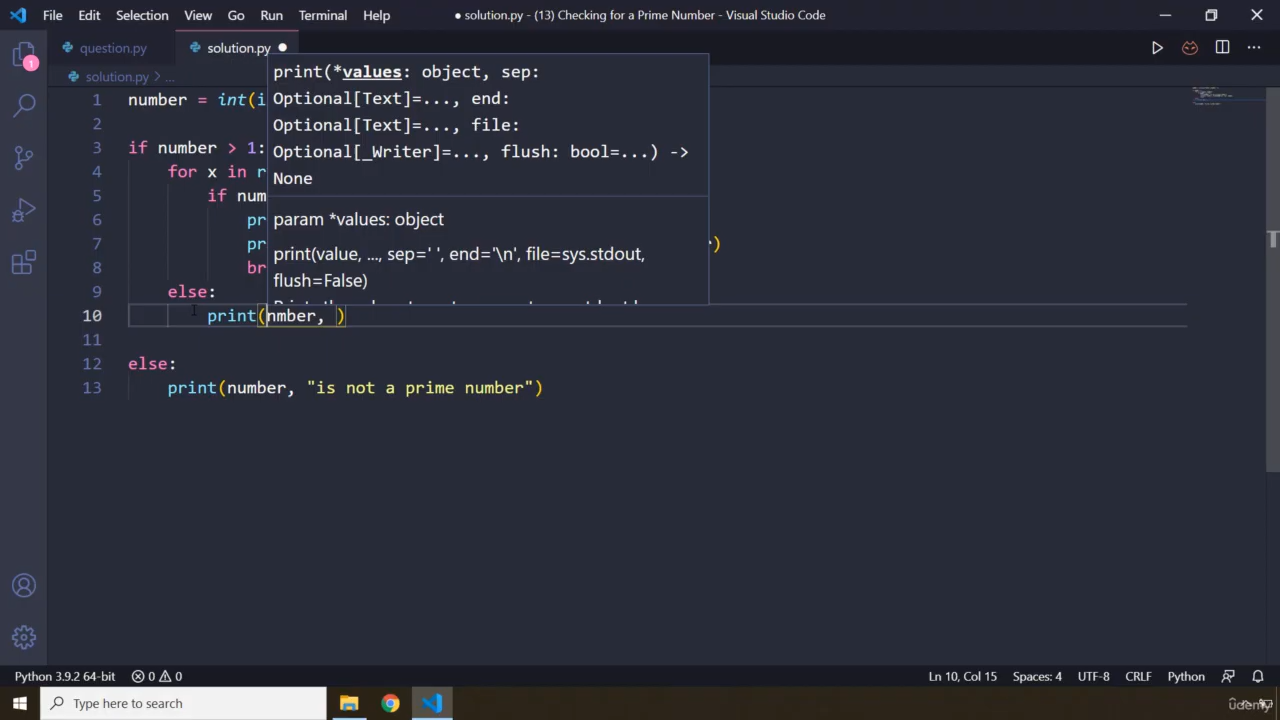 File Edit Selection View Go Run Terminal Help ● solution.py - (13) Checking for a Prime Number - Visual Studio Code
question.py solution.py ●
solution.py > ...
1 number = int(i
2
3 if number > 1:
4 for x in r
5 if num
6 pr
7 pr )
8 br
9 else:
10 print(nmber, )
11
12 else:
13 print(number, "is not a prime number")
print(*values: object, sep:
Optional[Text]=..., end:
Optional[Text]=..., file:
Optional[_Writer]=..., flush: bool=...) ->
None
param *values: object
print(value, ..., sep=' ', end='\n', file=sys.stdout,
flush=False)
1
Python 3.9.2 64-bit 0 0 Ln 10, Col 15 Spaces: 4 UTF-8 CRLF Python
Type here to search
udemy